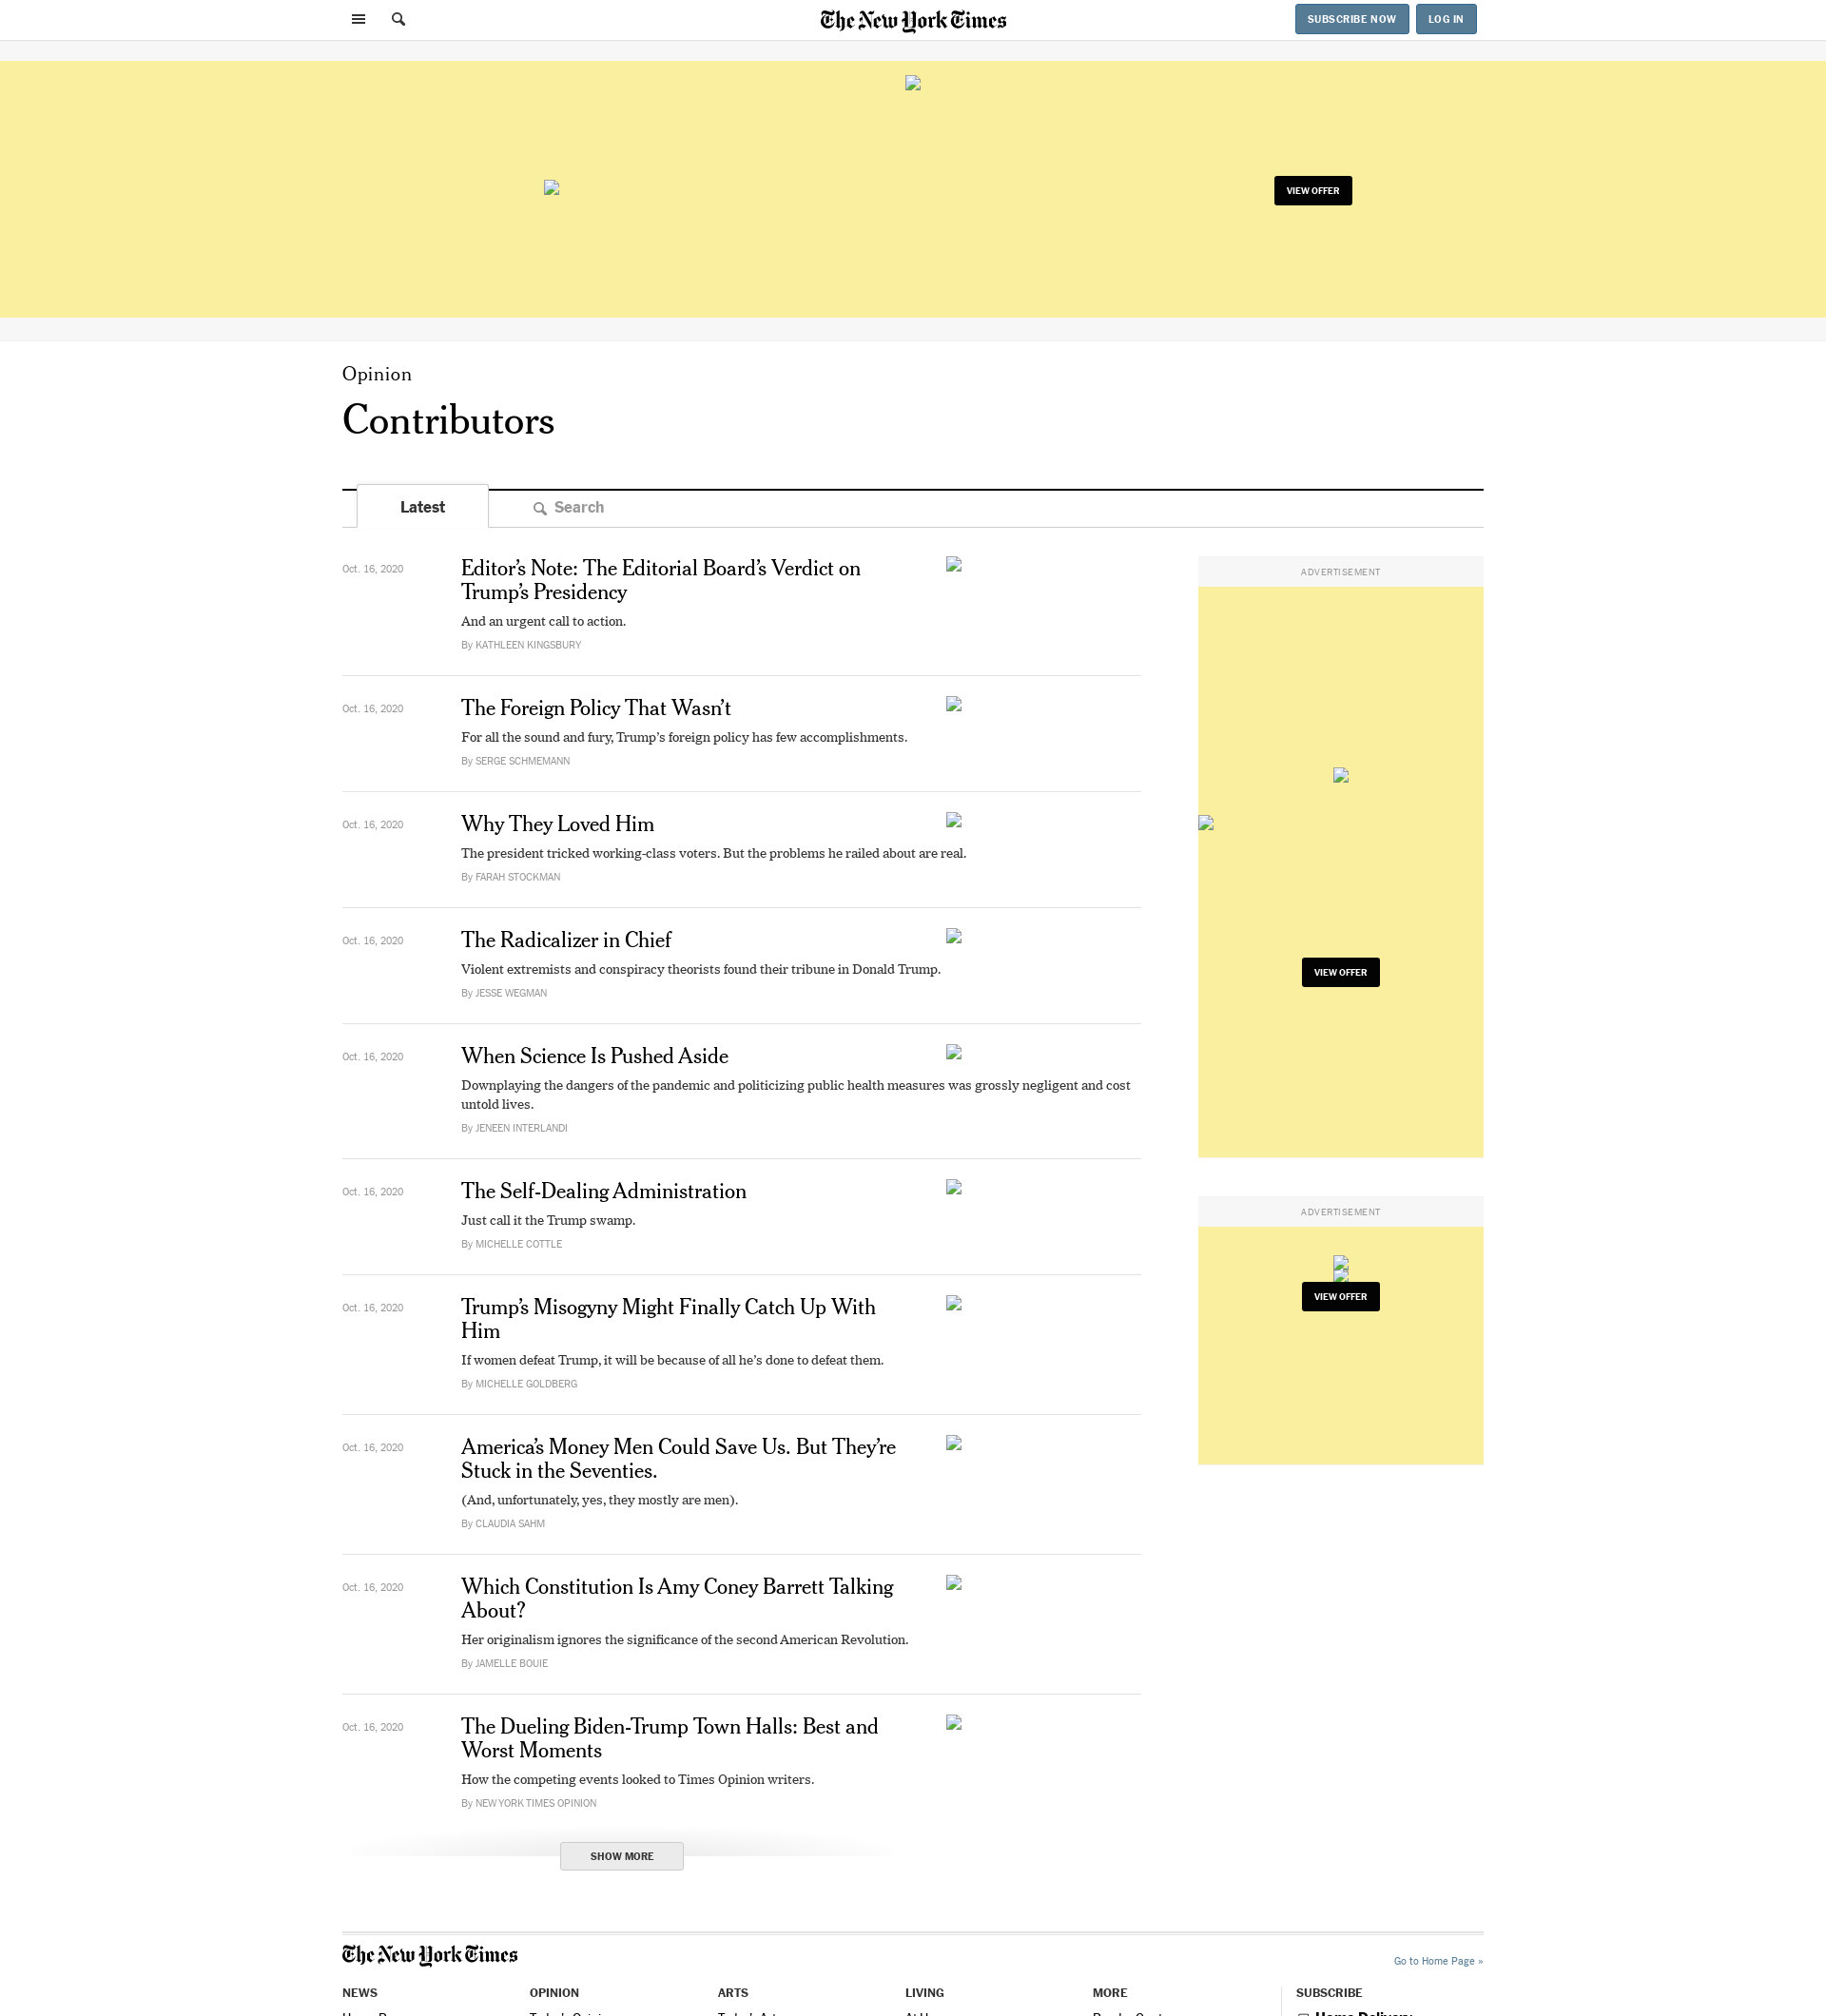 The New York Times
SUBSCRIBE NOW
LOG IN
VIEW OFFER
Opinion
Contributors
Latest
Search
Oct. 16, 2020
Editor’s Note: The Editorial Board’s Verdict on
Trump’s Presidency
And an urgent call to action.
By KATHLEEN KINGSBURY
Oct. 16, 2020
The Foreign Policy That Wasn’t
For all the sound and fury, Trump’s foreign policy has few accomplishments.
By SERGE SCHMEMANN
Oct. 16, 2020
Why They Loved Him
The president tricked working-class voters. But the problems he railed about are real.
By FARAH STOCKMAN
Oct. 16, 2020
The Radicalizer in Chief
Violent extremists and conspiracy theorists found their tribune in Donald Trump.
By JESSE WEGMAN
Oct. 16, 2020
When Science Is Pushed Aside
Downplaying the dangers of the pandemic and politicizing public health measures was grossly negligent and cost
untold lives.
By JENEEN INTERLANDI
Oct. 16, 2020
The Self-Dealing Administration
Just call it the Trump swamp.
By MICHELLE COTTLE
Oct. 16, 2020
Trump’s Misogyny Might Finally Catch Up With
Him
If women defeat Trump, it will be because of all he’s done to defeat them.
By MICHELLE GOLDBERG
Oct. 16, 2020
America’s Money Men Could Save Us. But They’re
Stuck in the Seventies.
(And, unfortunately, yes, they mostly are men).
By CLAUDIA SAHM
Oct. 16, 2020
Which Constitution Is Amy Coney Barrett Talking
About?
Her originalism ignores the significance of the second American Revolution.
By JAMELLE BOUIE
Oct. 16, 2020
The Dueling Biden-Trump Town Halls: Best and
Worst Moments
How the competing events looked to Times Opinion writers.
By NEW YORK TIMES OPINION
SHOW MORE
ADVERTISEMENT
VIEW OFFER
ADVERTISEMENT
VIEW OFFER
The New York Times
Go to Home Page »
NEWS
OPINION
ARTS
LIVING
MORE
SUBSCRIBE